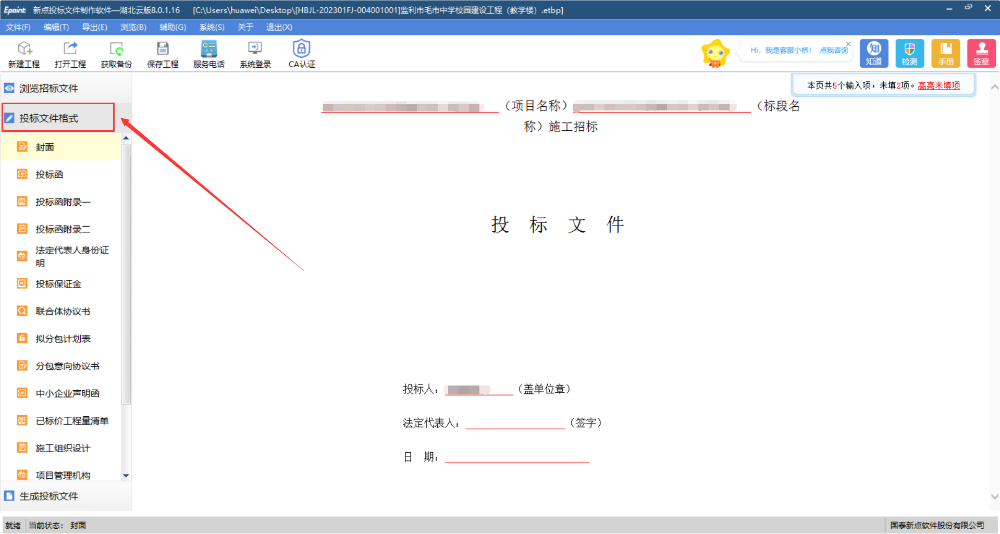 Epoint 新点投标文件制作软件—湖北云版8.0.1.16 [C:\Users\huawei\Desktop\[HBJL-202301FJ-004001001]监利市毛市中学校园建设工程（教学楼）.etbp]
文件(F) 编辑(T) 导出(E) 浏览(B) 辅助(G) 系统(S) 关于 退出(X)
新建工程 打开工程 获取备份 保存工程 服务电话 系统登录 CA认证
Hi，我是客服小桥！ 点我咨询
知
知道 检测 手册 签章
本页共5个输入项，未填2项。高亮未填项
浏览招标文件
投标文件格式
封面
投标函
投标函附录一
投标函附录二
法定代表人身份证
明
投标保证金
联合体协议书
拟分包计划表
分包意向协议书
中小企业声明函
已标价工程量清单
施工组织设计
项目管理机构
生成投标文件
（项目名称） （标段名
称）施工招标
投 标 文 件
投标人： （盖单位章）
法定代表人： （签字）
日 期：
就绪 当前状态： 封面 国泰新点软件股份有限公司